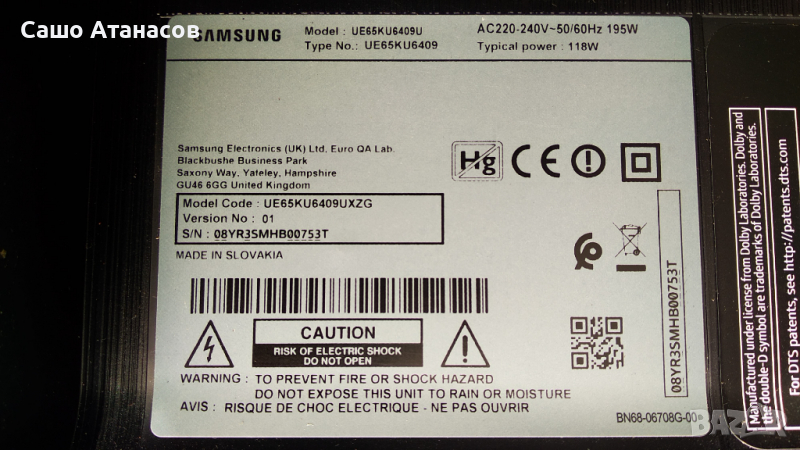 Сашо Атанасов
SAMSUNG
Model : UE65KU6409U
Type No.: UE65KU6409
AC220-240V~50/60Hz 195W
Typical power : 118W
Samsung Electronics (UK) Ltd, Euro QA Lab.
Blackbushe Business Park
Saxony Way, Yateley, Hampshire
GU46 6GG United Kingdom
Hg
CE
Model Code : UE65KU6409UXZG
Version No : 01
S/N : 08YR3SMHB00753T
MADE IN SLOVAKIA
08YR3SMHB00753T
CAUTION
RISK OF ELECTRIC SHOCK
DO NOT OPEN
WARNING : TO PREVENT FIRE OR SHOCK HAZARD
DO NOT EXPOSE THIS UNIT TO RAIN OR MOISTURE
AVIS : RISQUE DE CHOC ELECTRIQUE - NE PAS OUVRIR
BN68-06708G-00
BAZAR
Manufactured under license from Dolby Laboratories. Dolby and
the double-D symbol are trademarks of Dolby Laboratories.
For DTS patents, see http://patents.dts.com.